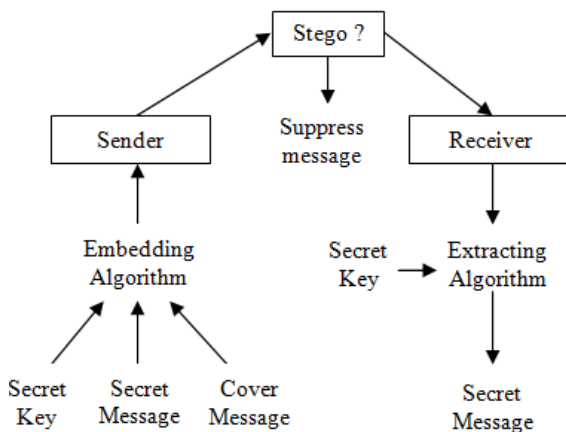 Stego ?
Sender
Suppress
message
Receiver
Embedding
Algorithm
Secret
Key
Extracting
Algorithm
Secret
Key
Secret
Message
Cover
Message
Secret
Message